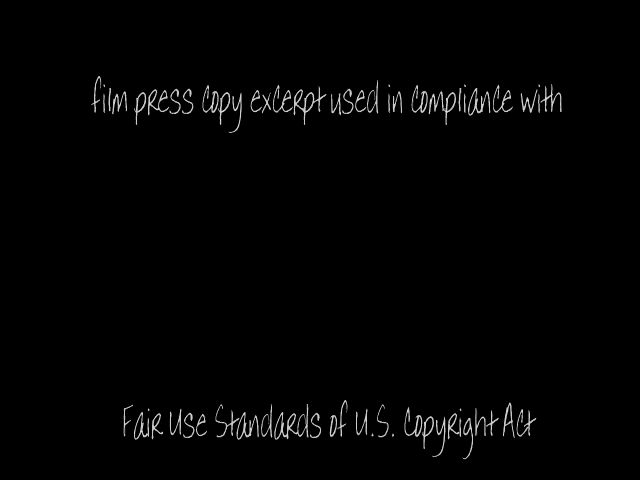 film press copy excerpt used in compliance with
Fair Use Standards of U.S. Copyright Act